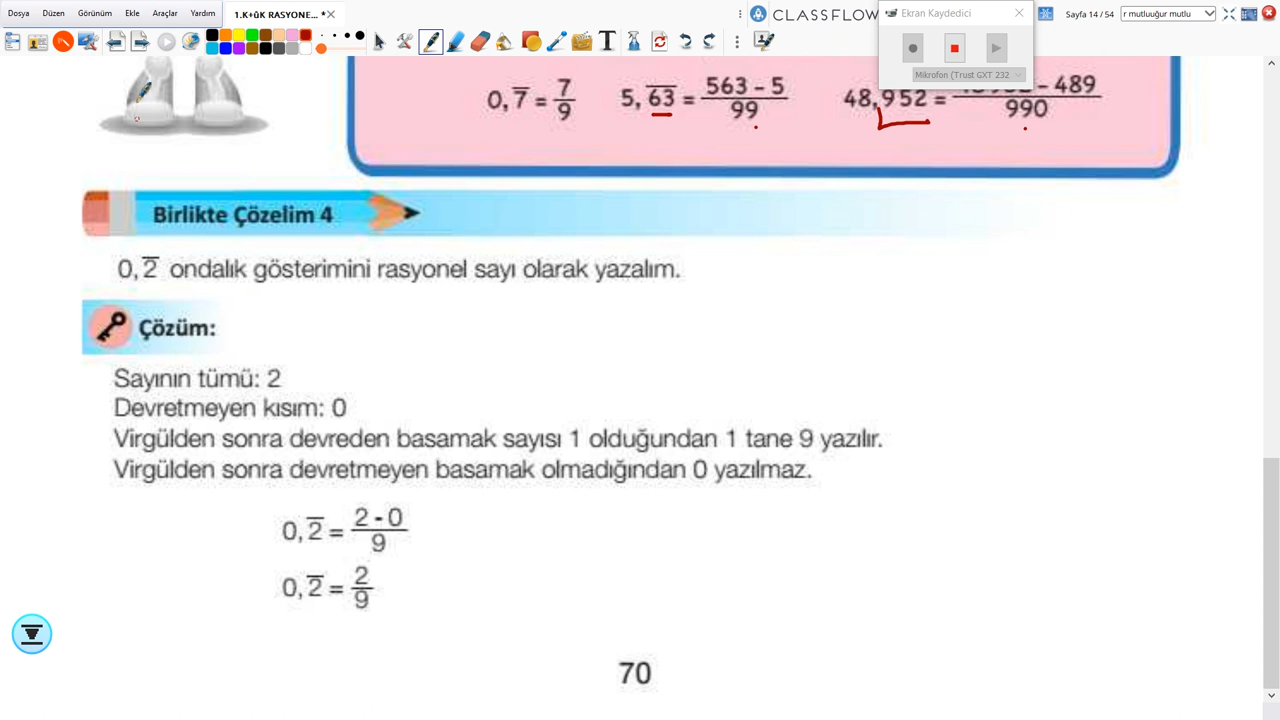 Dosya Düzen Görünüm Ekle Araçlar Yardım
1.K+ûK RASYONE... *
CLASSFLOW
Ekran Kaydedici
Sayfa 14 / 54
r mutluuğur mutlu
Mikrofon (Trust GXT 232
0,7̅ = 7/9
5,6̅3̅ = 563 - 5 / 99
48,952 = - 489 / 990
Birlikte Çözelim 4
0,2̅ ondalık gösterimini rasyonel sayı olarak yazalım.
Çözüm:
Sayının tümü: 2
Devretmeyen kısım: 0
Virgülden sonra devreden basamak sayısı 1 olduğundan 1 tane 9 yazılır.
Virgülden sonra devretmeyen basamak olmadığından 0 yazılmaz.
0,2̅ = 2 - 0 / 9
0,2̅ = 2/9
70